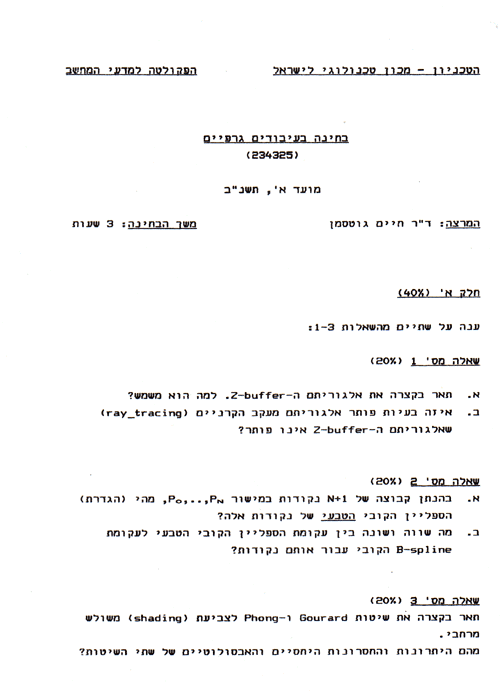 הטכניון - מכון טכנולוגי לישראל הפקולטה למדעי המחשב
בחינה בעיבודים גרפיים
(234325)
מועד א', תשנ"ב
המרצה: ד"ר חיים גוטסמן משך הבחינה: 3 שעות
חלק א' (40%)
ענה על שתיים מהשאלות 1-3:
שאלה מס' 1 (20%)
א. תאר בקצרה את אלגוריתם ה-Z-buffer. למה הוא משמש?
ב. איזה בעיות פותר אלגוריתם מעקב הקרניים (ray_tracing)
שאלגוריתם ה-Z-buffer אינו פותר?
שאלה מס' 2 (20%)
א. בהנתן קבוצה של N+1 נקודות במישור P₀,..,Pɴ, מהי (הגדרת)
הספליין הקובי הטבעי של נקודות אלה?
ב. מה שווה ושונה בין עקומת הספליין הקובי הטבעי לעקומת
B-spline הקובי עבור אותם נקודות?
שאלה מס' 3 (20%)
תאר בקצרה את שיטות Gourard ו-Phong לצביעת (shading) משולש
מרחבי.
מהם היתרונות והחסרונות היחסיים והאבסולוטיים של שתי השיטות?